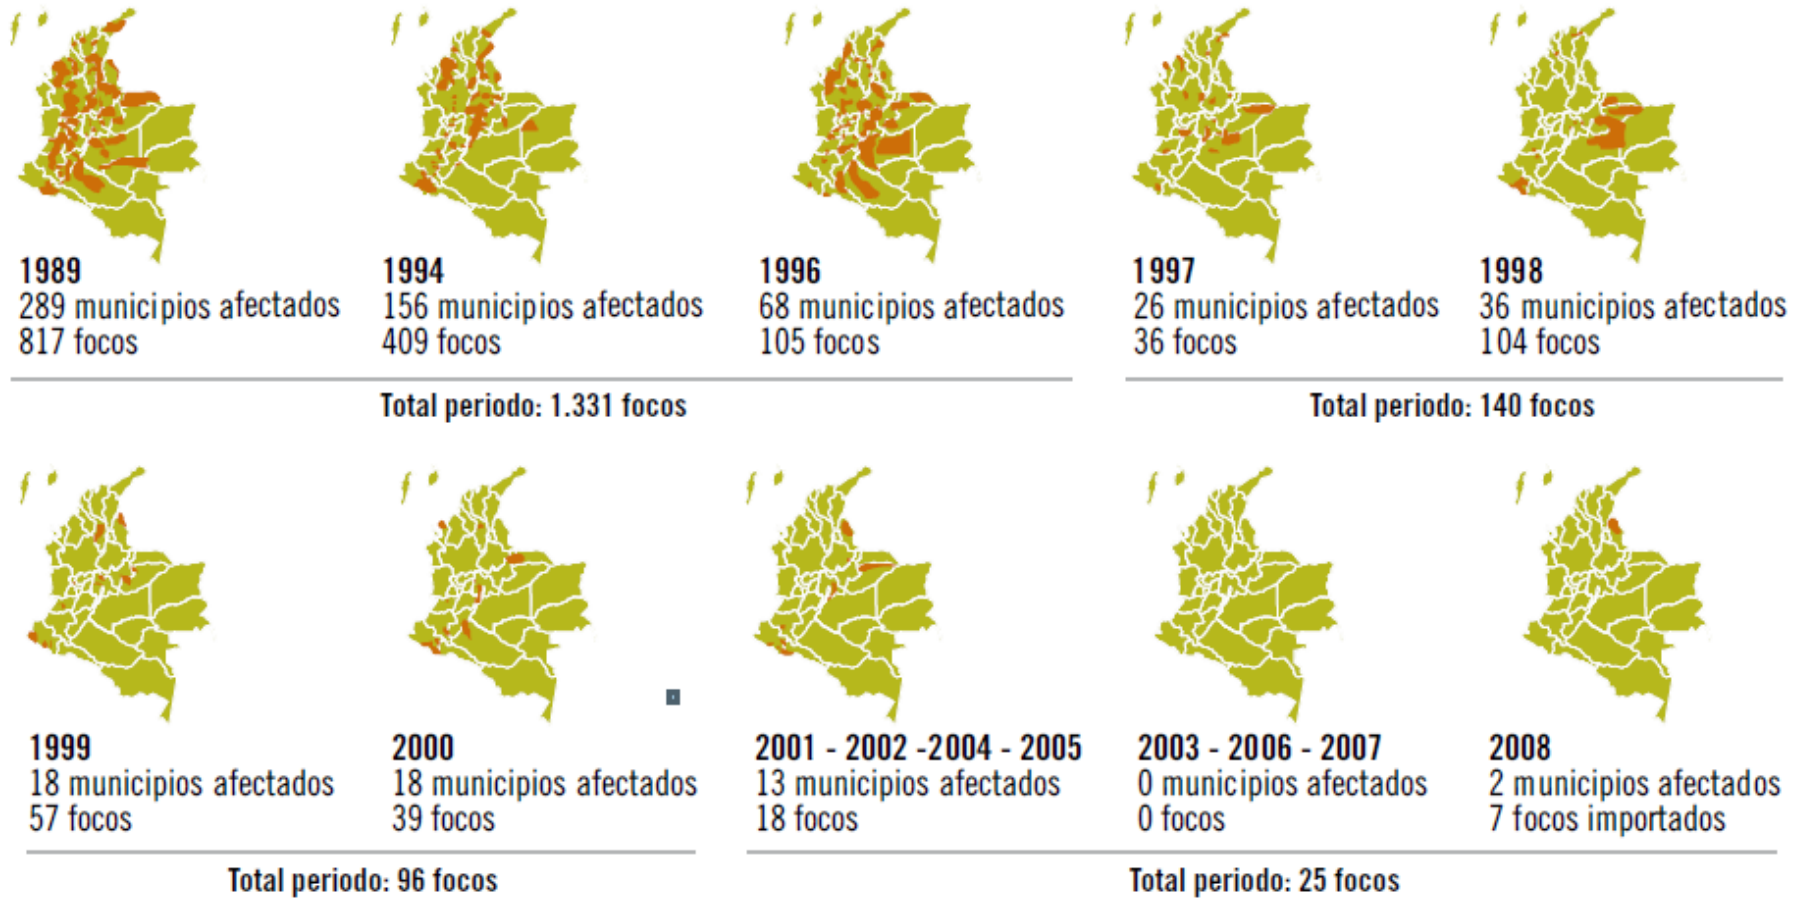 1989
289 municipios afectados
817 focos
1994
156 municipios afectados
409 focos
1996
68 municipios afectados
105 focos
1997
26 municipios afectados
36 focos
1998
36 municipios afectados
104 focos
Total periodo: 1.331 focos
Total periodo: 140 focos
1999
18 municipios afectados
57 focos
2000
18 municipios afectados
39 focos
2001 - 2002 -2004 - 2005
13 municipios afectados
18 focos
2003 - 2006 - 2007
0 municipios afectados
0 focos
2008
2 municipios afectados
7 focos importados
Total periodo: 96 focos
Total periodo: 25 focos